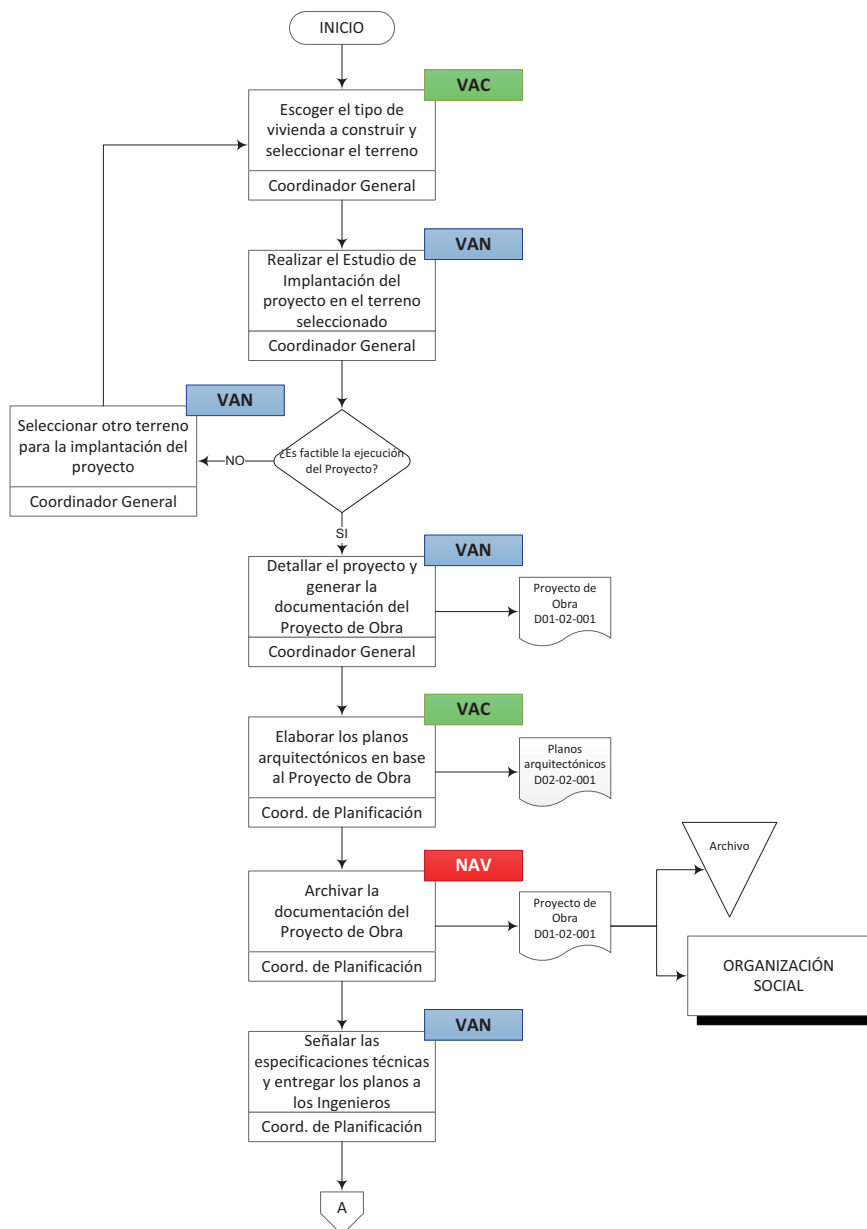 INICIO
VAC
Escoger el tipo de
vivienda a construir y
seleccionar el terreno
Coordinador General
VAN
Realizar el Estudio de
Implantación del
proyecto en el terreno
seleccionado
Coordinador General
VAN
Seleccionar otro terreno
para la implantación del
proyecto
Coordinador General
NO
¿Es factible la ejecución
del Proyecto?
SI
VAN
Detallar el proyecto y
generar la
documentación del
Proyecto de Obra
Coordinador General
Proyecto de
Obra
D01-02-001
VAC
Elaborar los planos
arquitectónicos en base
al Proyecto de Obra
Coord. de Planificación
Planos
arquitectónicos
D02-02-001
NAV
Archivar la
documentación del
Proyecto de Obra
Coord. de Planificación
Proyecto de
Obra
D01-02-001
Archivo
ORGANIZACIÓN
SOCIAL
VAN
Señalar las
especificaciones técnicas
y entregar los planos a
los Ingenieros
Coord. de Planificación
A